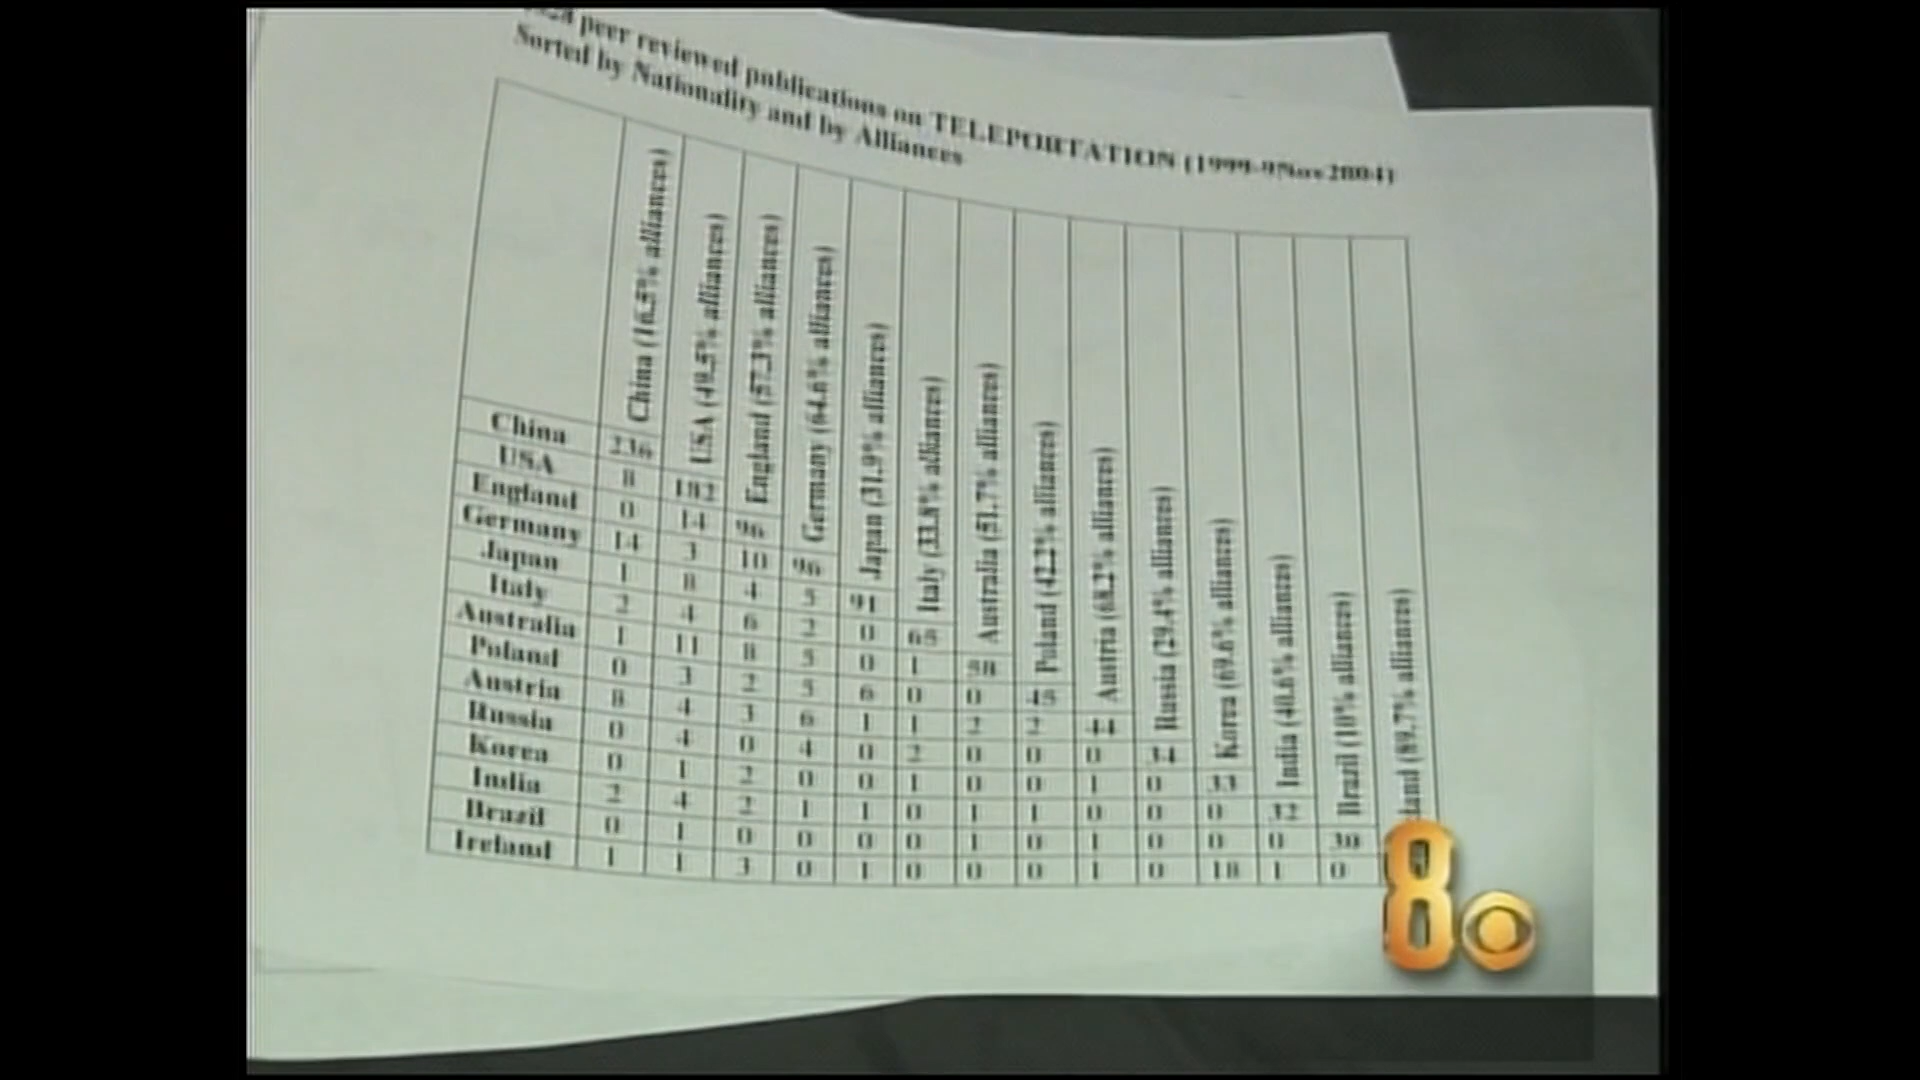 peer reviewed publications on TELEPORTATION (1999-9Nov2004)
Sorted by Nationality and by Alliances
China (16.5% alliances)
USA (49.5% alliances)
England (57.3% alliances)
Germany (64.6% alliances)
Japan (31.9% alliances)
Italy (33.8% alliances)
Australia (51.7% alliances)
Poland (42.2% alliances)
Austria (68.2% alliances)
Russia (29.4% alliances)
Korea (69.6% alliances)
India (40.6% alliances)
Brazil (10% alliances)
land (89.7% alliances)
China 236
USA 8 182
England 0 14 96
Germany 14 3 10 96
Japan 1 8 4 5 91
Italy 2 4 6 2 0 65
Australia 1 11 8 5 0 1 58
Poland 0 3 2 5 6 0 0 45
Austria 8 4 3 6 1 1 2 2 44
Russia 0 4 0 4 0 2 0 0 0 34
Korea 0 1 2 0 0 1 0 0 1 0 33
India 2 4 2 1 1 0 1 1 0 0 0 32
Brazil 0 1 0 0 0 0 1 0 1 0 0 0 30
Ireland 1 1 3 0 1 0 0 0 1 0 18 1 0
8